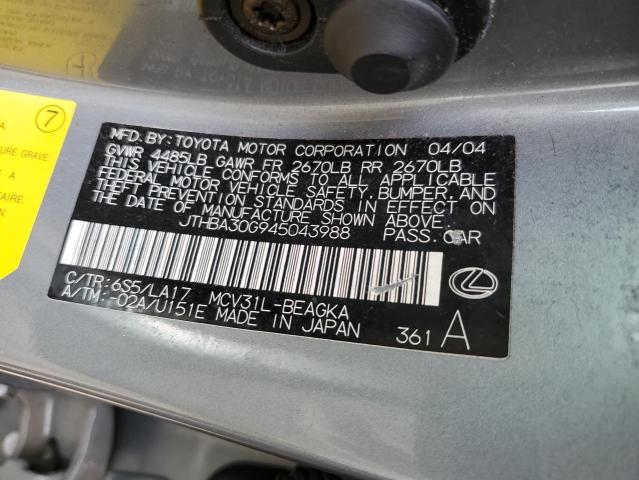 MFD. BY: TOYOTA MOTOR CORPORATION 04/04
GVWR 4485LB GAWR FR 2670LB RR 2670LB
THIS VEHICLE CONFORMS TO ALL APPLICABLE
FEDERAL MOTOR VEHICLE SAFETY, BUMPER, AND
THEFT PREVENTION STANDARDS IN EFFECT ON
THE DATE OF MANUFACTURE SHOWN ABOVE.
JTHBA30G945043988 PASS. CAR
C/TR: 6S5/LA17 MCV31L-BEAGKA
A/TM: -02A/U151E MADE IN JAPAN 361 A
7
URE GRAVE